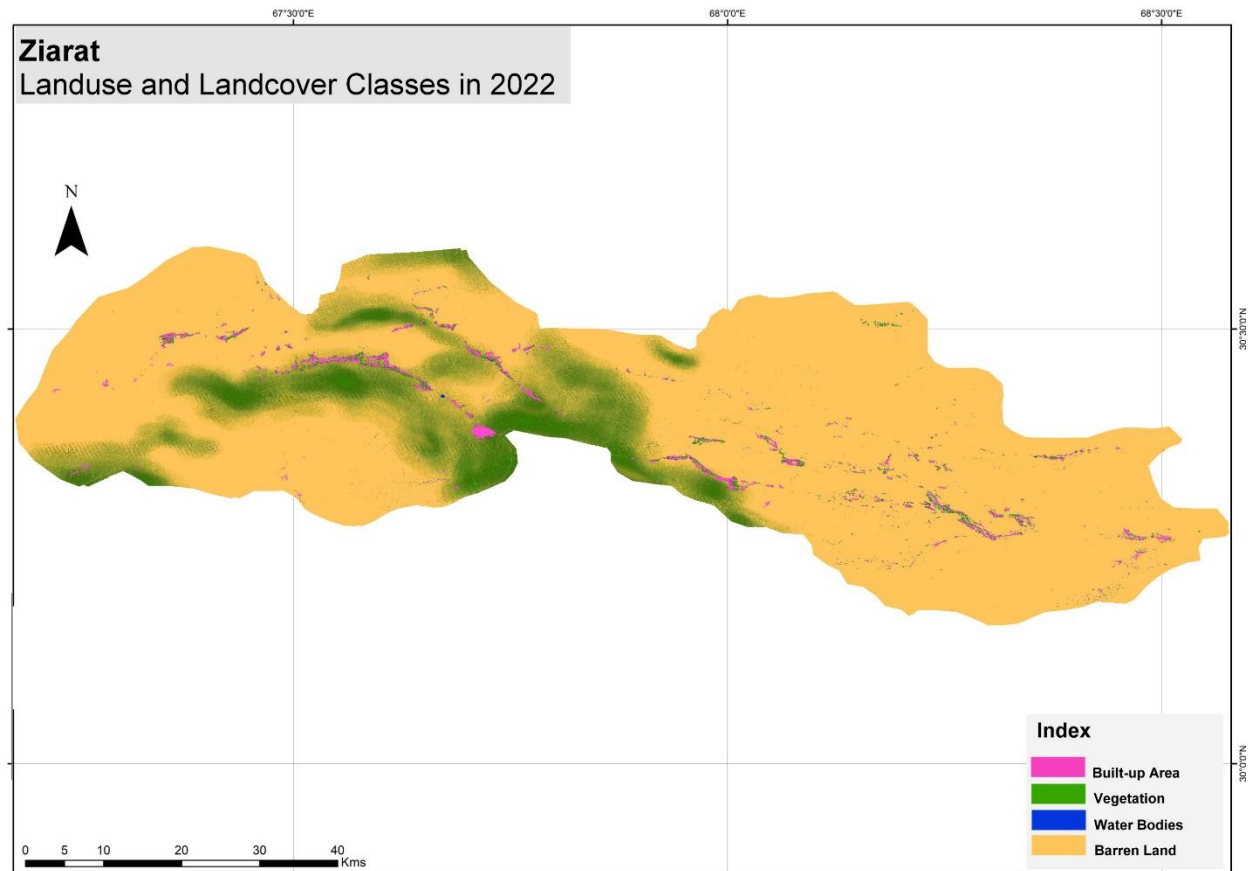 67°30'0"E
68°0'0"E
68°30'0"E
Ziarat
Landuse and Landcover Classes in 2022
N
30°30'0"N
Index
Built-up Area
Vegetation
Water Bodies
Barren Land
30°0'0"N
0 5 10 20 30 40
Kms